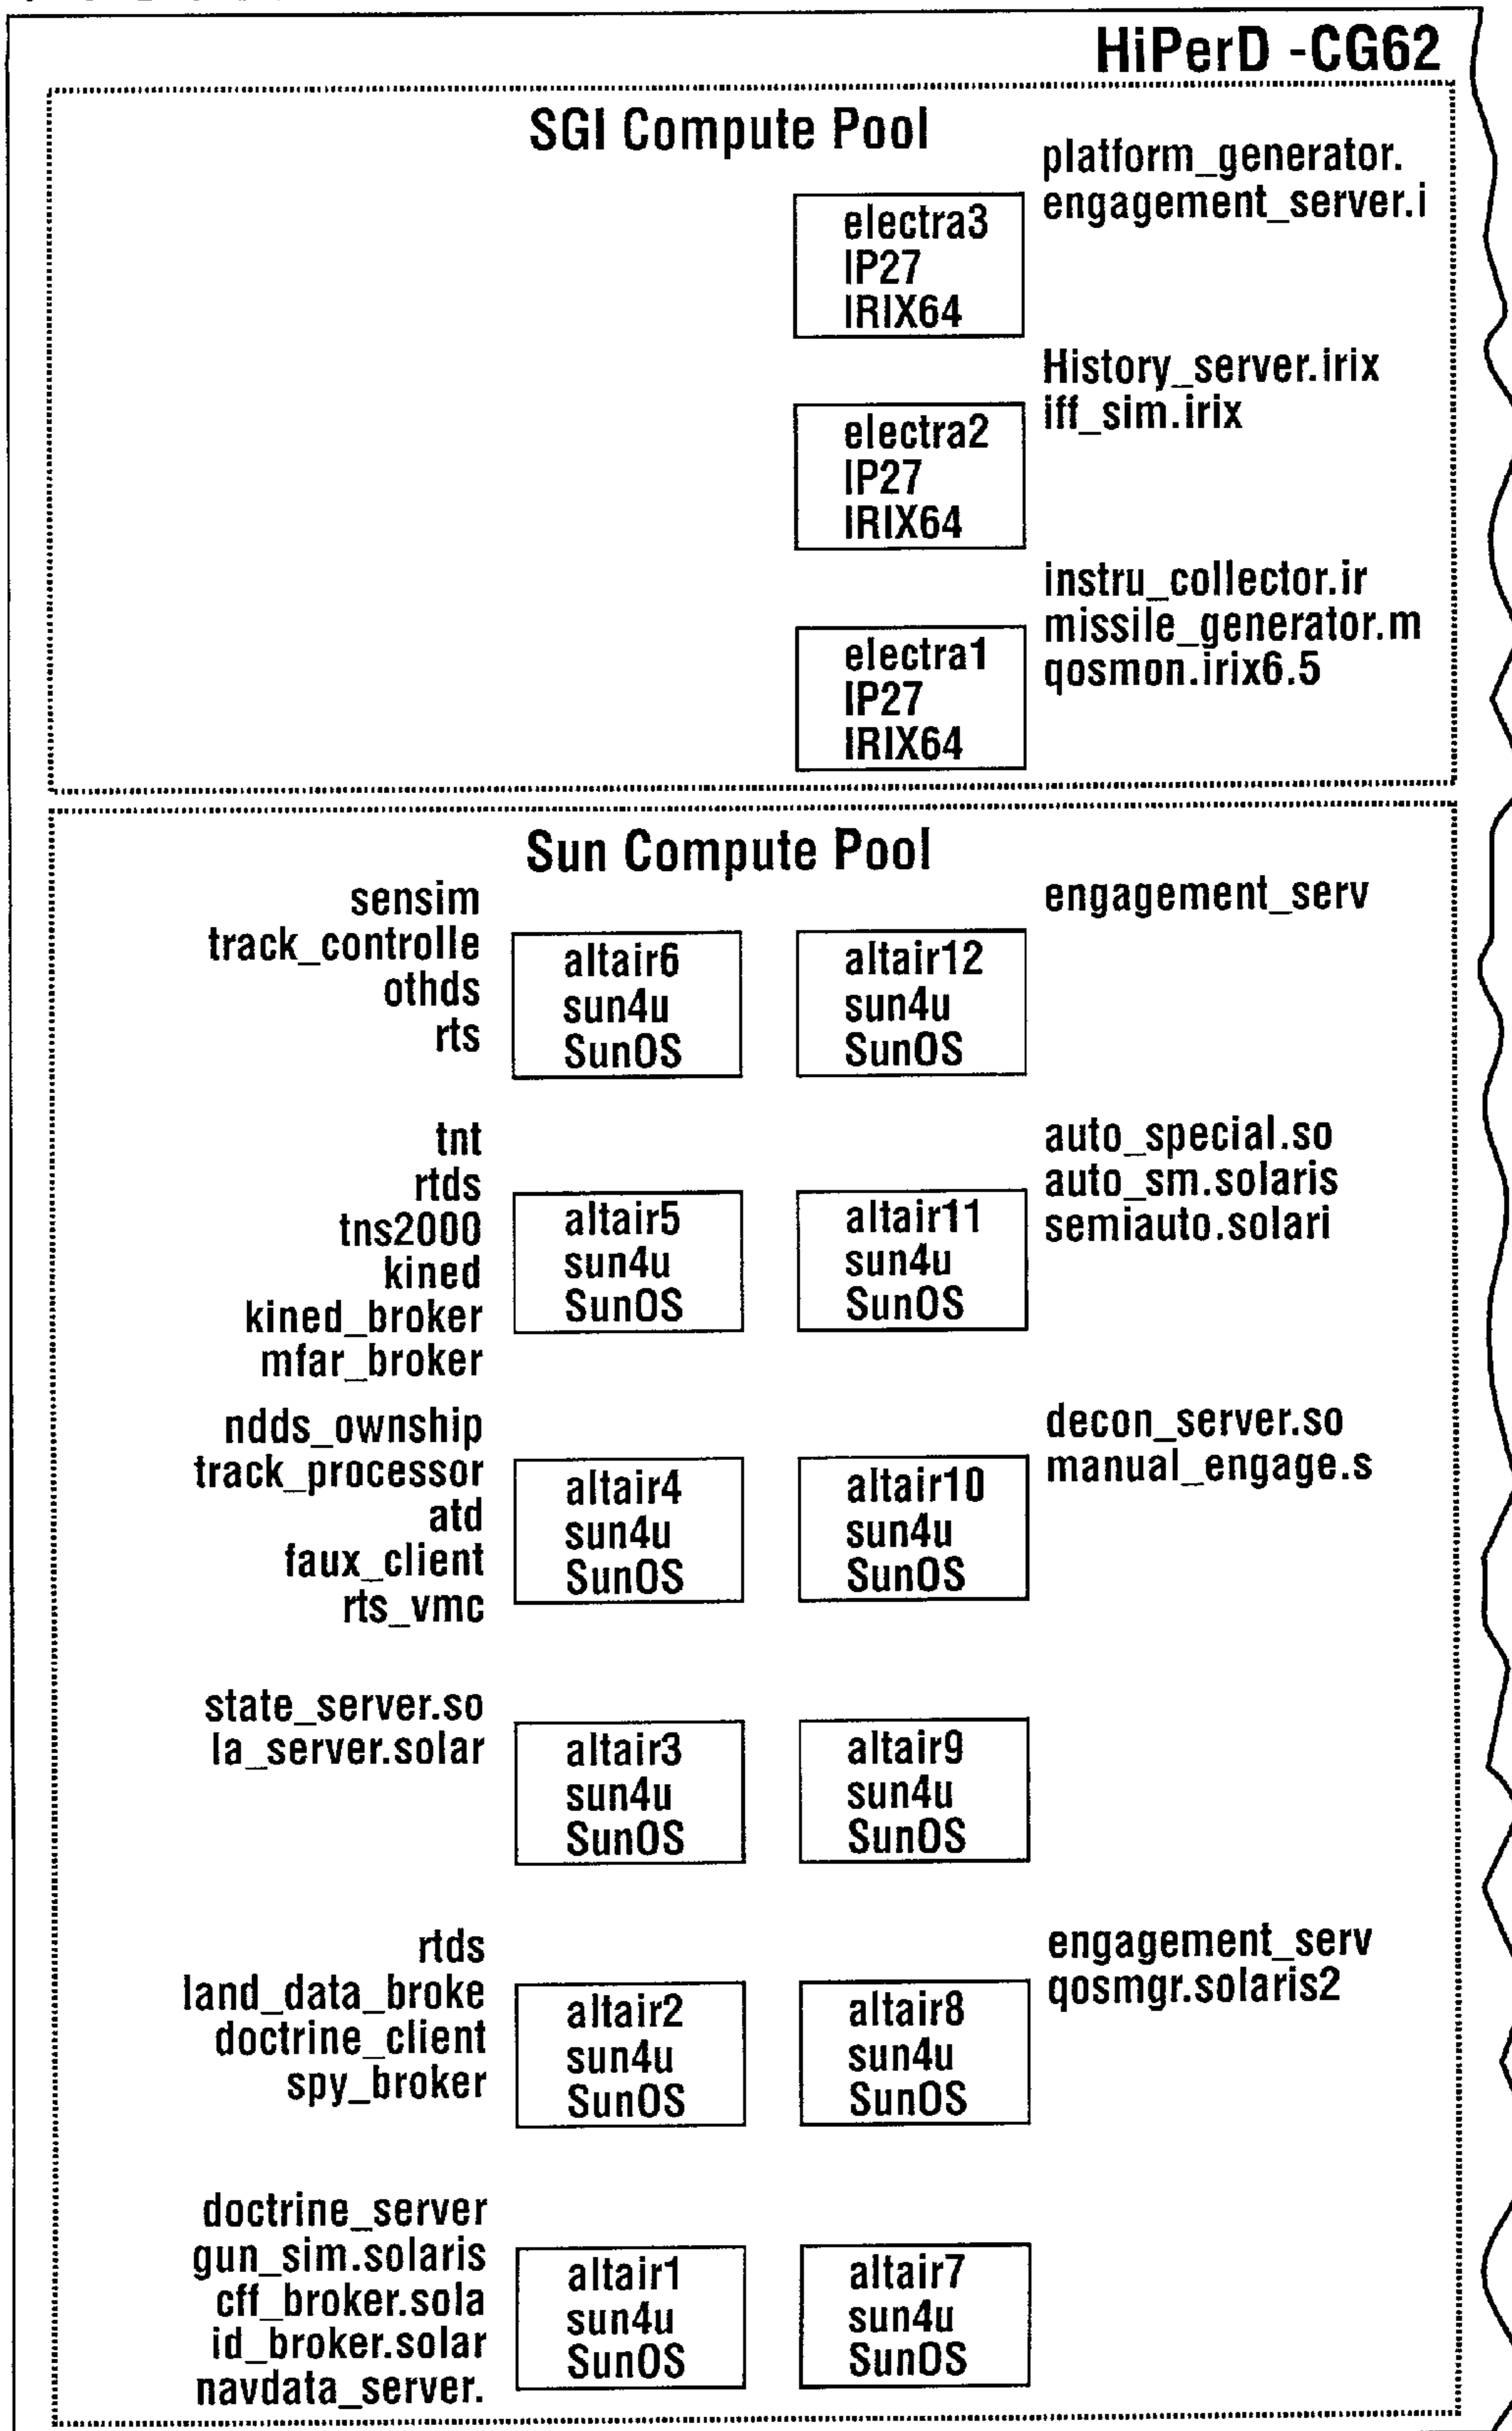 HiPerD -CG62
SGI Compute Pool
platform_generator.
engagement_server.i
electra3
IP27
IRIX64
History_server.irix
iff_sim.irix
electra2
IP27
IRIX64
instru_collector.ir
missile_generator.m
qosmon.irix6.5
electra1
IP27
IRIX64
Sun Compute Pool
sensim
track_controlle
othds
rts
altair6
sun4u
SunOS
altair12
sun4u
SunOS
engagement_serv
tnt
rtds
tns2000
kined
kined_broker
mfar_broker
altair5
sun4u
SunOS
altair11
sun4u
SunOS
auto_special.so
auto_sm.solaris
semiauto.solari
ndds_ownship
track_processor
atd
faux_client
rts_vmc
altair4
sun4u
SunOS
altair10
sun4u
SunOS
decon_server.so
manual_engage.s
state_server.so
la_server.solar
altair3
sun4u
SunOS
altair9
sun4u
SunOS
rtds
land_data_broke
doctrine_client
spy_broker
altair2
sun4u
SunOS
altair8
sun4u
SunOS
engagement_serv
qosmgr.solaris2
doctrine_server
gun_sim.solaris
cff_broker.sola
id_broker.solar
navdata_server.
altair1
sun4u
SunOS
altair7
sun4u
SunOS